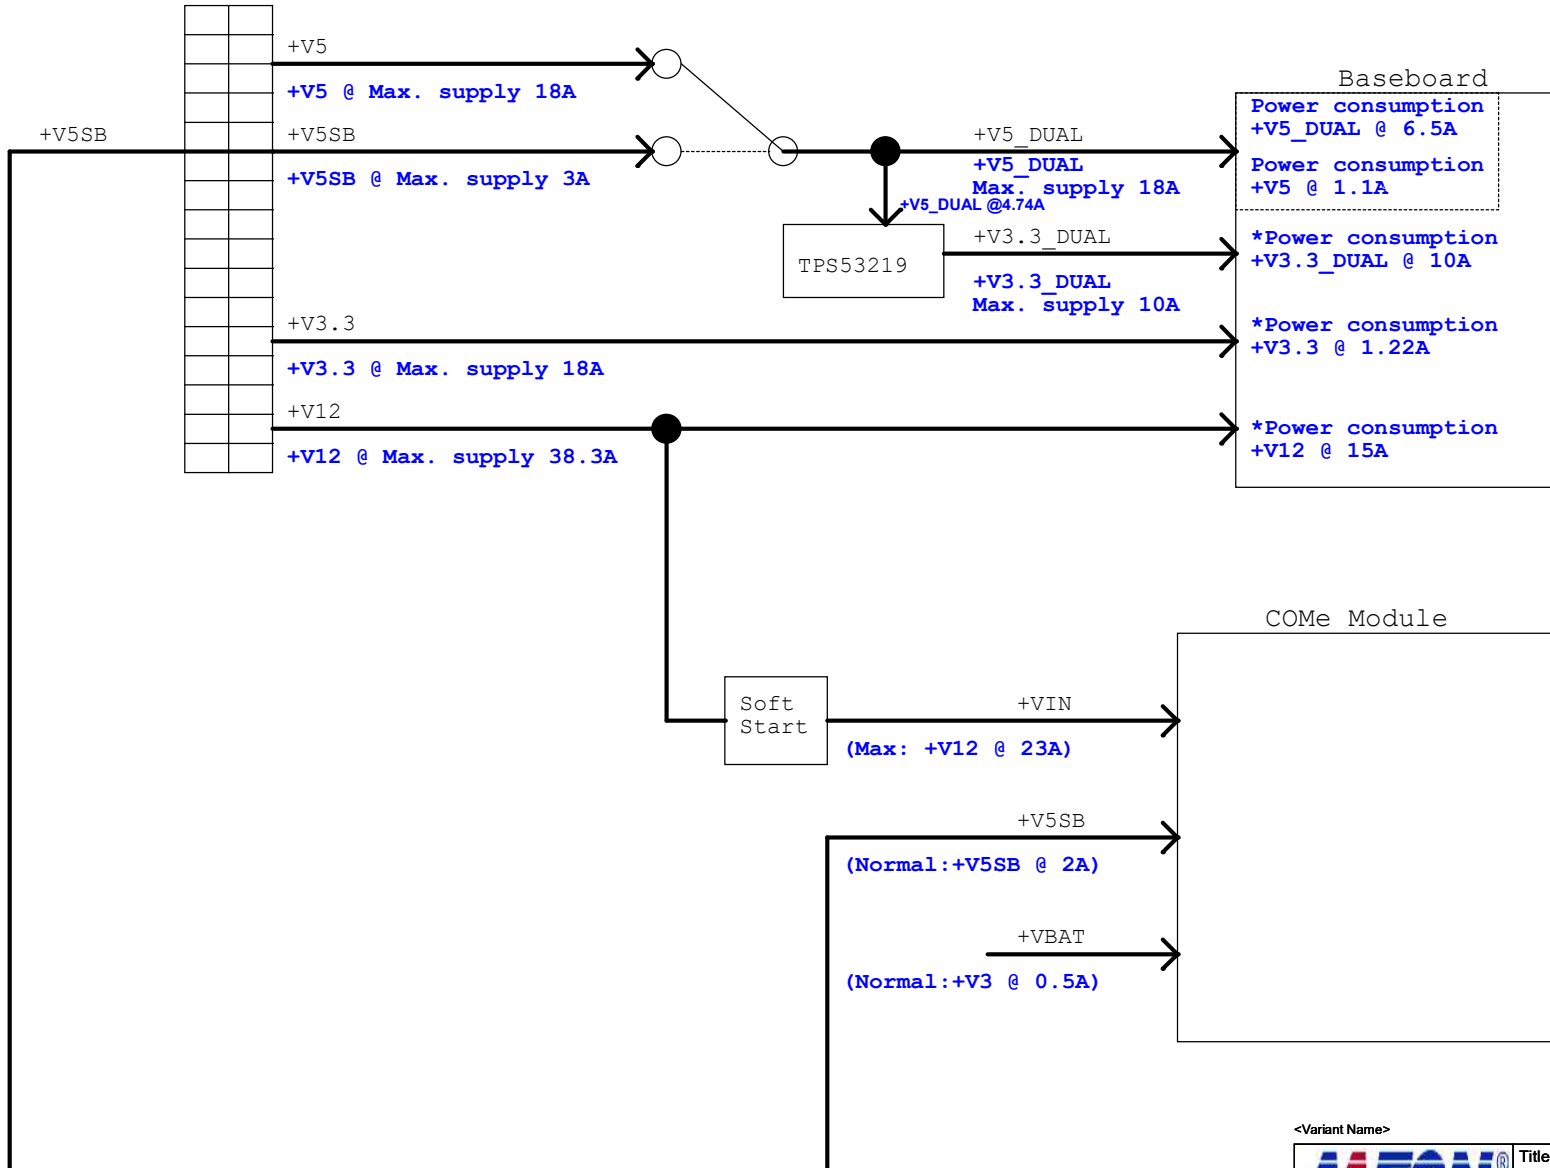 +V5
+V5 @ Max. supply 18A
+V5SB
+V5SB
+V5SB @ Max. supply 3A
+V5_DUAL
+V5_DUAL
Max. supply 18A
+V5_DUAL @4.74A
TPS53219
+V3.3_DUAL
+V3.3_DUAL
Max. supply 10A
+V3.3
+V3.3 @ Max. supply 18A
+V12
+V12 @ Max. supply 38.3A
Baseboard
Power consumption
+V5_DUAL @ 6.5A
Power consumption
+V5 @ 1.1A
*Power consumption
+V3.3_DUAL @ 10A
*Power consumption
+V3.3 @ 1.22A
*Power consumption
+V12 @ 15A
COMe Module
Soft
Start
+VIN
(Max: +V12 @ 23A)
+V5SB
(Normal:+V5SB @ 2A)
+VBAT
(Normal:+V3 @ 0.5A)
<Variant Name>
Title